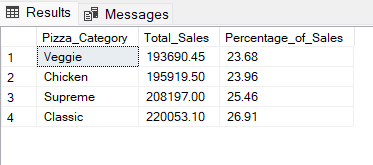 Results Messages
Pizza_Category Total_Sales Percentage_of_Sales
1 Veggie 193690.45 23.68
2 Chicken 195919.50 23.96
3 Supreme 208197.00 25.46
4 Classic 220053.10 26.91